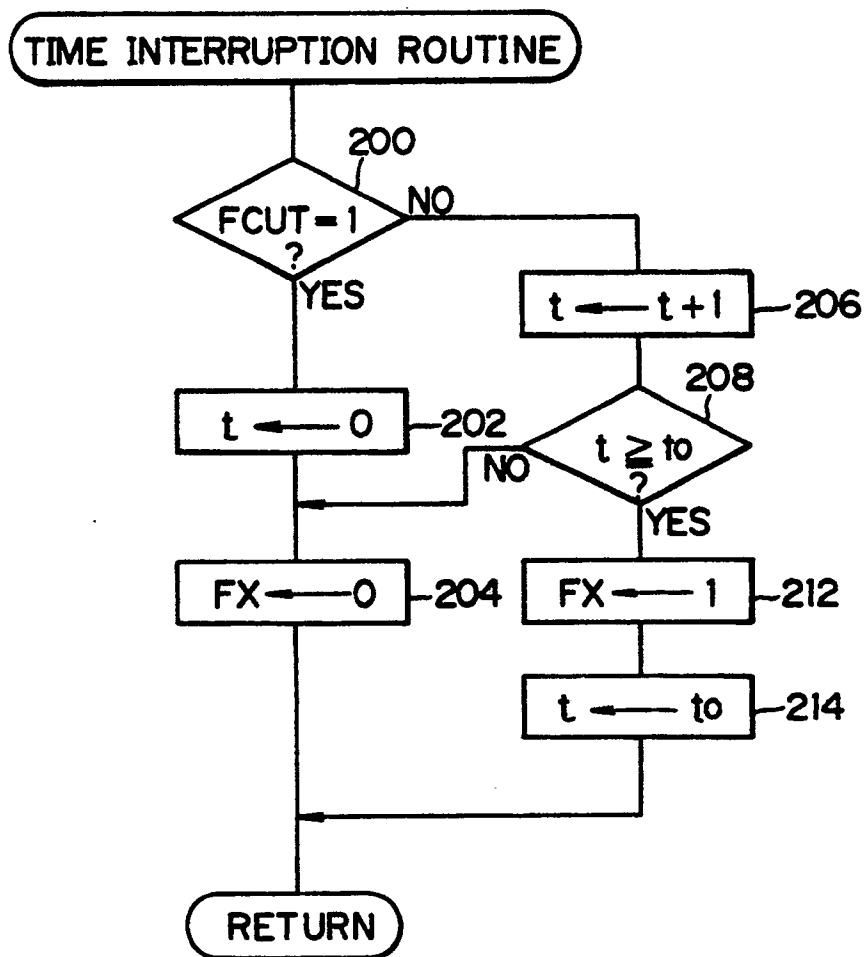 TIME INTERRUPTION ROUTINE
200
FCUT = 1
?
NO
YES
t ← t + 1
206
208
t ← 0
202
t ≧ to
?
NO
YES
FX ← 0
204
FX ← 1
212
t ← to
214
RETURN